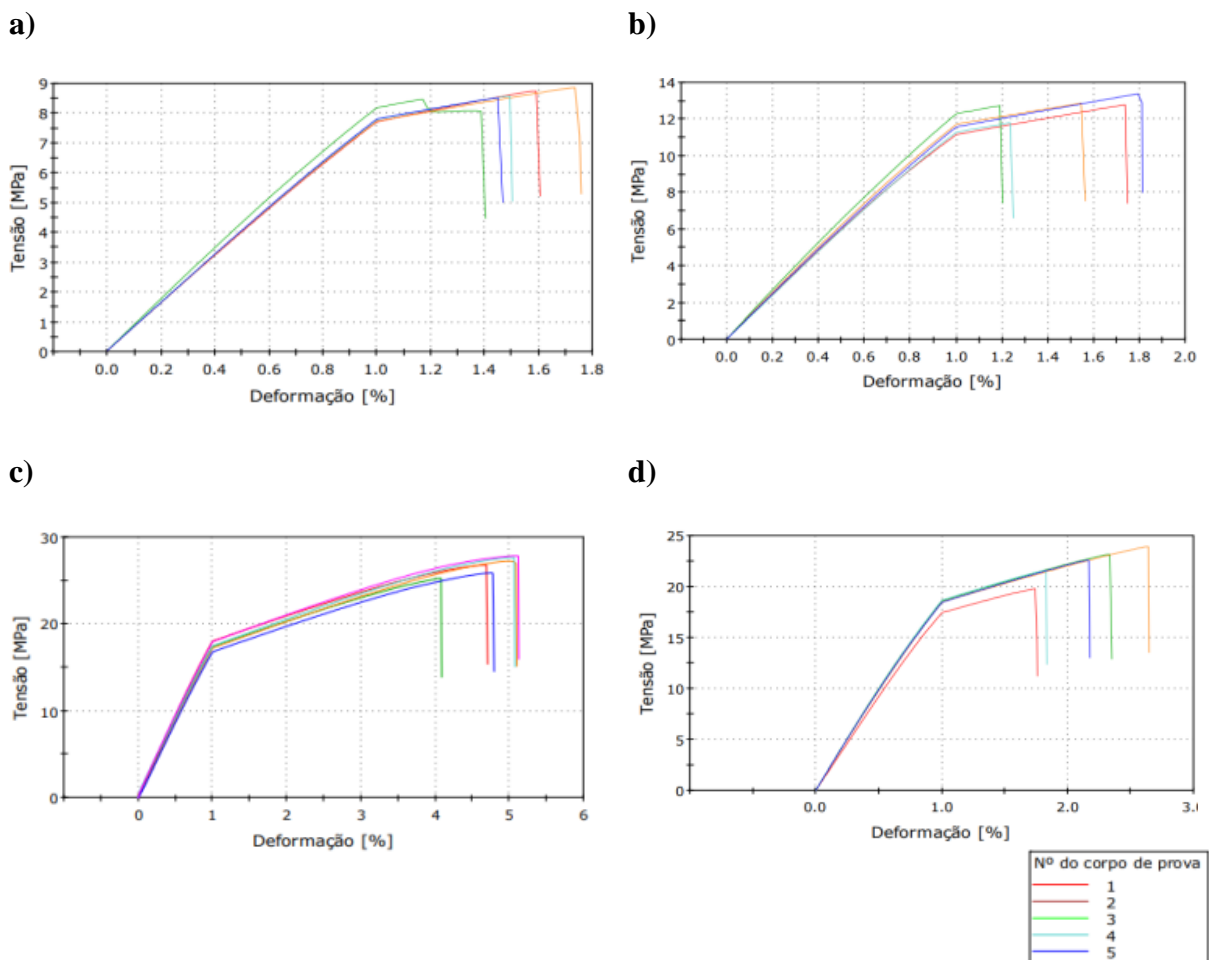 a)
b)
9
8
7
6
5
4
3
2
1
0
Tensão [MPa]
0.0 0.2 0.4 0.6 0.8 1.0 1.2 1.4 1.6 1.8
Deformação [%]
14
12
10
8
6
4
2
0
Tensão [MPa]
0.0 0.2 0.4 0.6 0.8 1.0 1.2 1.4 1.6 1.8 2.0
Deformação [%]
c)
d)
30
20
10
0
Tensão [MPa]
0 1 2 3 4 5 6
Deformação [%]
25
20
15
10
5
0
Tensão [MPa]
0.0 1.0 2.0 3.0
Deformação [%]
Nº do corpo de prova
1
2
3
4
5